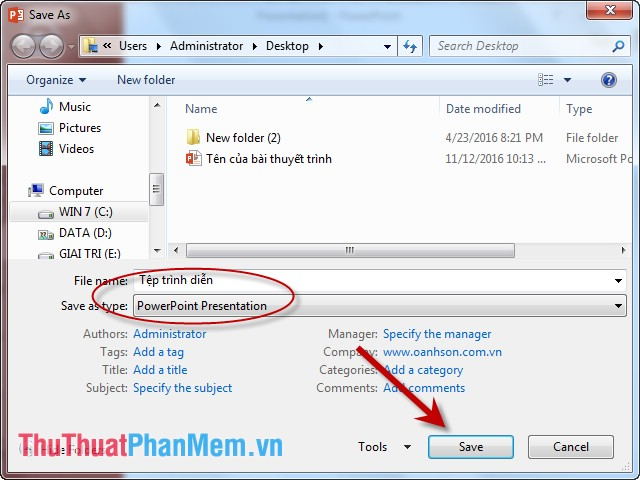 Save As
Presentation1 - PowerPoint
Users Administrator Desktop
Search Desktop
Organize New folder
Name Date modified Type
Music
Pictures
Videos
Computer
WIN 7 (C:)
DATA (D:)
GIAI TRI (E:)
New folder (2) 4/23/2016 8:21 PM File folder
Tên của bài thuyết trình 11/12/2016 10:13 ... Microsoft Po
File name: Tệp trình diễn
Save as type: PowerPoint Presentation
Authors: Administrator Manager: Specify the manager
Tags: Add a tag Company: www.oanhson.com.vn
Title: Add a title Categories: Add a category
Subject: Specify the subject Comments: Add comments
Hide Folders Tools Save Cancel
ThuThuatPhanMem.vn